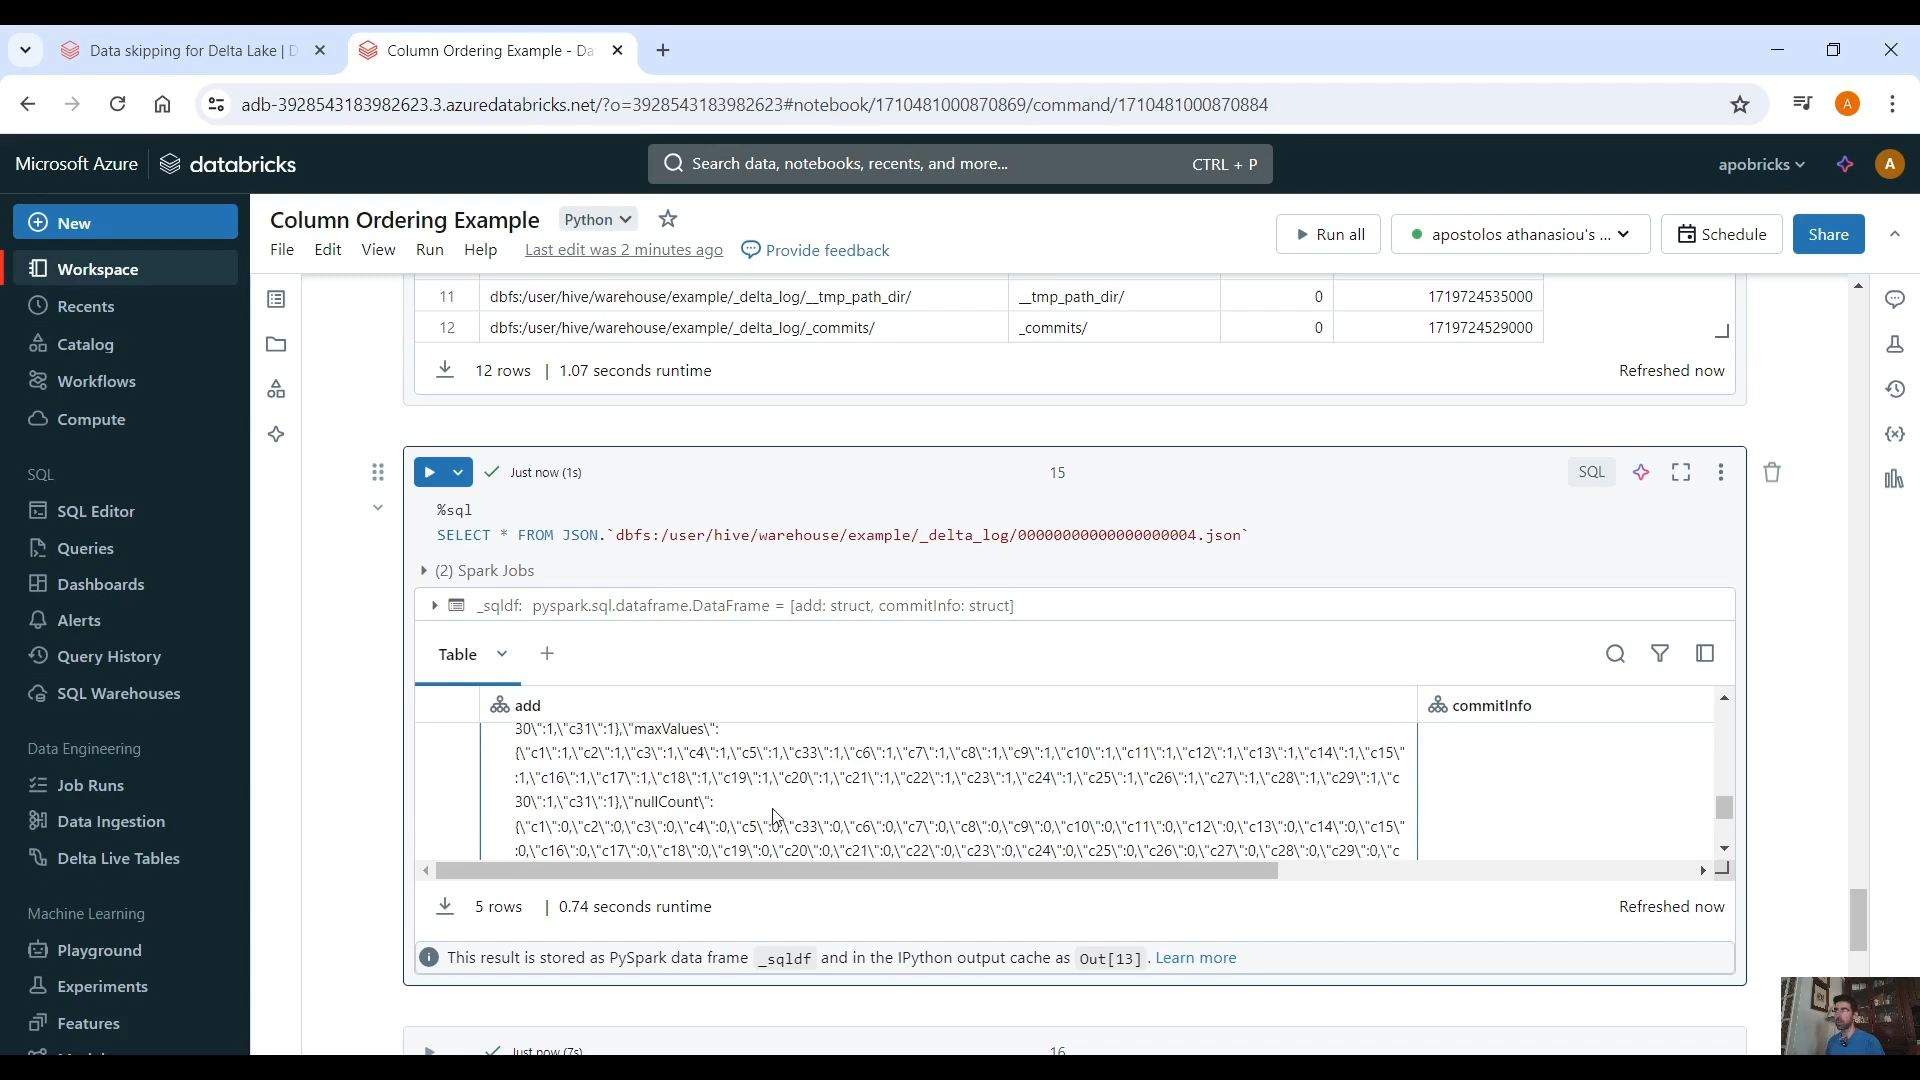 Data skipping for Delta Lake | D
Column Ordering Example - Da
adb-3928543183982623.3.azuredatabricks.net/?o=3928543183982623#notebook/1710481000870869/command/1710481000870884
A
Microsoft Azure databricks
Search data, notebooks, recents, and more... CTRL + P
apobricks
A
New
Workspace
Recents
Catalog
Workflows
Compute
SQL
SQL Editor
Queries
Dashboards
Alerts
Query History
SQL Warehouses
Data Engineering
Job Runs
Data Ingestion
Delta Live Tables
Machine Learning
Playground
Experiments
Features
Column Ordering Example Python
File Edit View Run Help Last edit was 2 minutes ago Provide feedback
Run all apostolos athanasiou's ... Schedule Share
11 dbfs:/user/hive/warehouse/example/_delta_log/__tmp_path_dir/ __tmp_path_dir/ 0 1719724535000
12 dbfs:/user/hive/warehouse/example/_delta_log/_commits/ _commits/ 0 1719724529000
12 rows | 1.07 seconds runtime Refreshed now
Just now (1s) 15 SQL
%sql
SELECT * FROM JSON.`dbfs:/user/hive/warehouse/example/_delta_log/00000000000000000004.json`
(2) Spark Jobs
_sqldf: pyspark.sql.dataframe.DataFrame = [add: struct, commitInfo: struct]
Table
add commitInfo
30\":1,\"c31\":1},\"maxValues\":
{\"c1\":1,\"c2\":1,\"c3\":1,\"c4\":1,\"c5\":1,\"c33\":1,\"c6\":1,\"c7\":1,\"c8\":1,\"c9\":1,\"c10\":1,\"c11\":1,\"c12\":1,\"c13\":1,\"c14\":1,\"c15\"
:1,\"c16\":1,\"c17\":1,\"c18\":1,\"c19\":1,\"c20\":1,\"c21\":1,\"c22\":1,\"c23\":1,\"c24\":1,\"c25\":1,\"c26\":1,\"c27\":1,\"c28\":1,\"c29\":1,\"c
30\":1,\"c31\":1},\"nullCount\":
{\"c1\":0,\"c2\":0,\"c3\":0,\"c4\":0,\"c5\":0,\"c33\":0,\"c6\":0,\"c7\":0,\"c8\":0,\"c9\":0,\"c10\":0,\"c11\":0,\"c12\":0,\"c13\":0,\"c14\":0,\"c15\"
:0,\"c16\":0,\"c17\":0,\"c18\":0,\"c19\":0,\"c20\":0,\"c21\":0,\"c22\":0,\"c23\":0,\"c24\":0,\"c25\":0,\"c26\":0,\"c27\":0,\"c28\":0,\"c29\":0,\"c
5 rows | 0.74 seconds runtime Refreshed now
This result is stored as PySpark data frame _sqldf and in the IPython output cache as Out[13] . Learn more
Just now (7s) 16